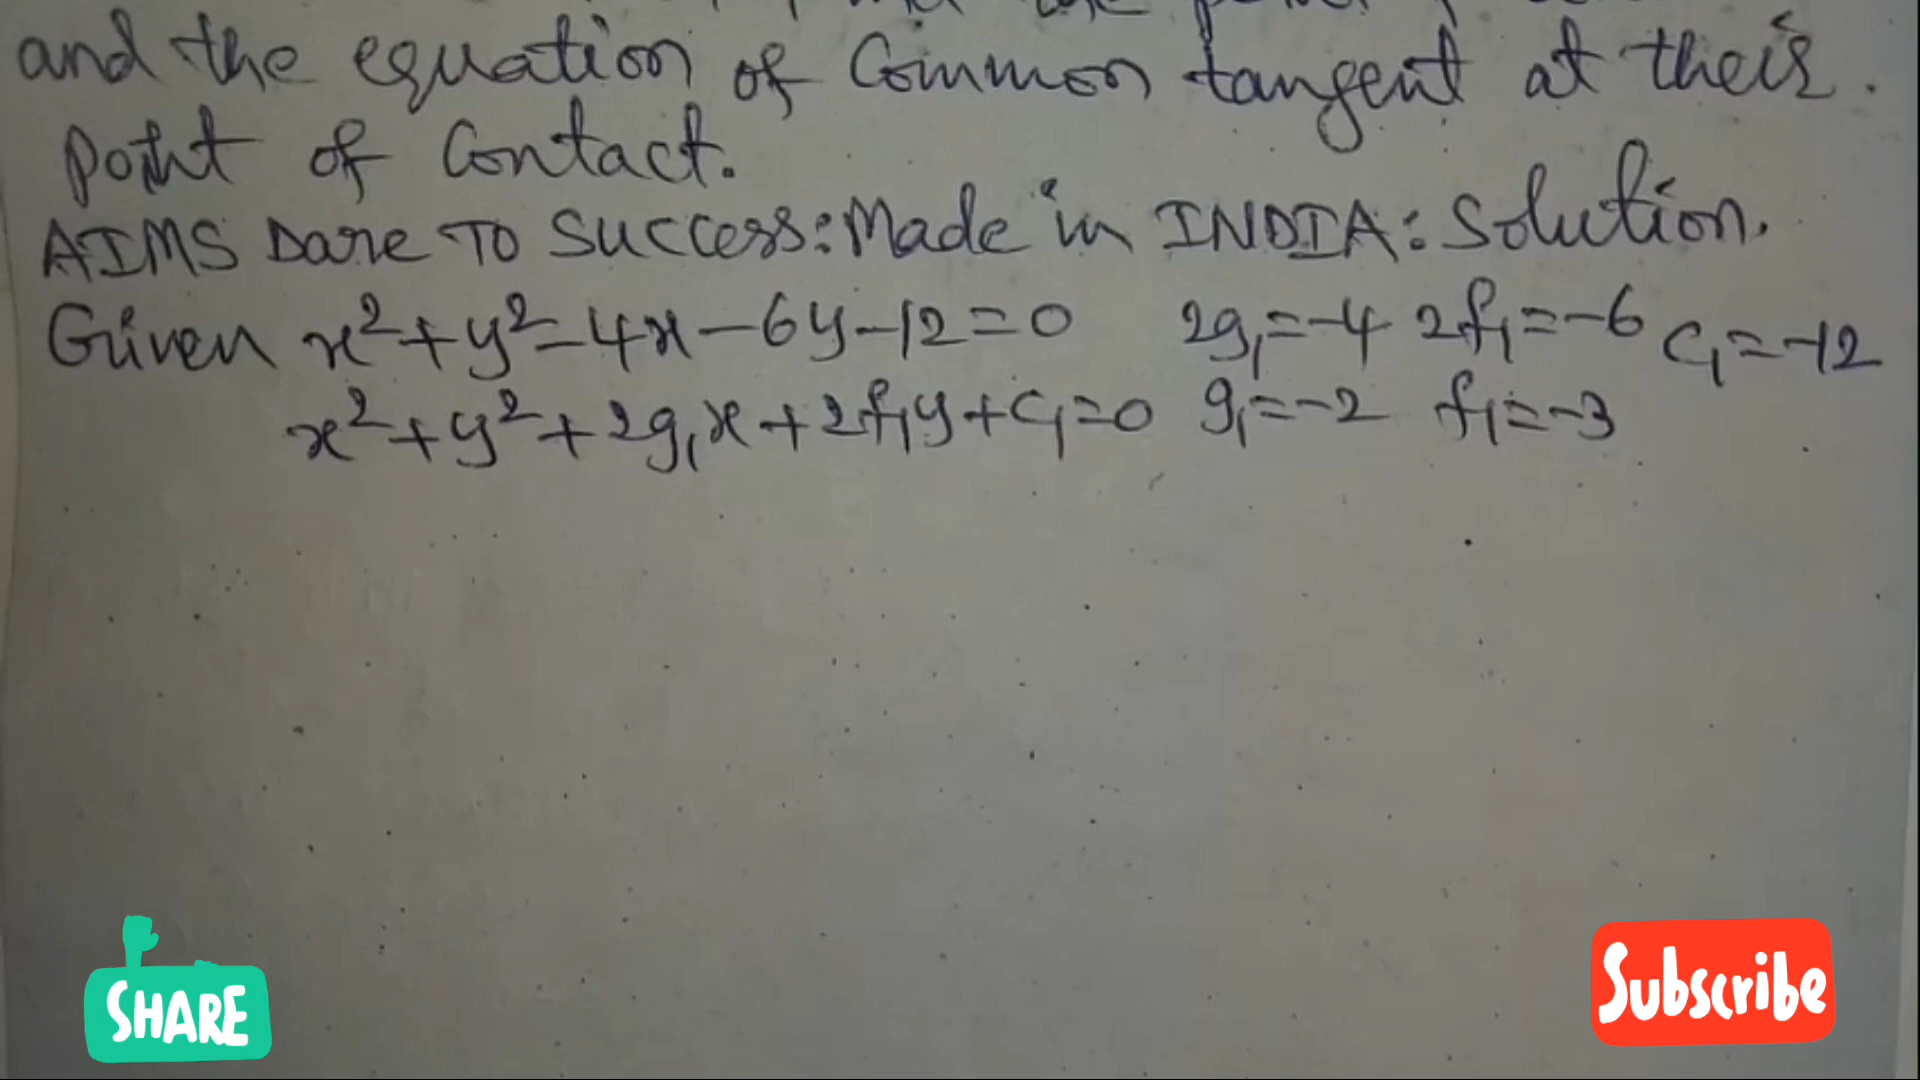 and the equation of Common tangent at their.
point of Contact.
AIMS Dare To Success: Made in INDIA: Solution.
Given x²+y²-4x-6y-12=0 2g₁=-4 2f₁=-6 C₁=-12
x²+y²+2g₁x+2f₁y+C₁=0 g₁=-2 f₁=-3
SHARE
Subscribe